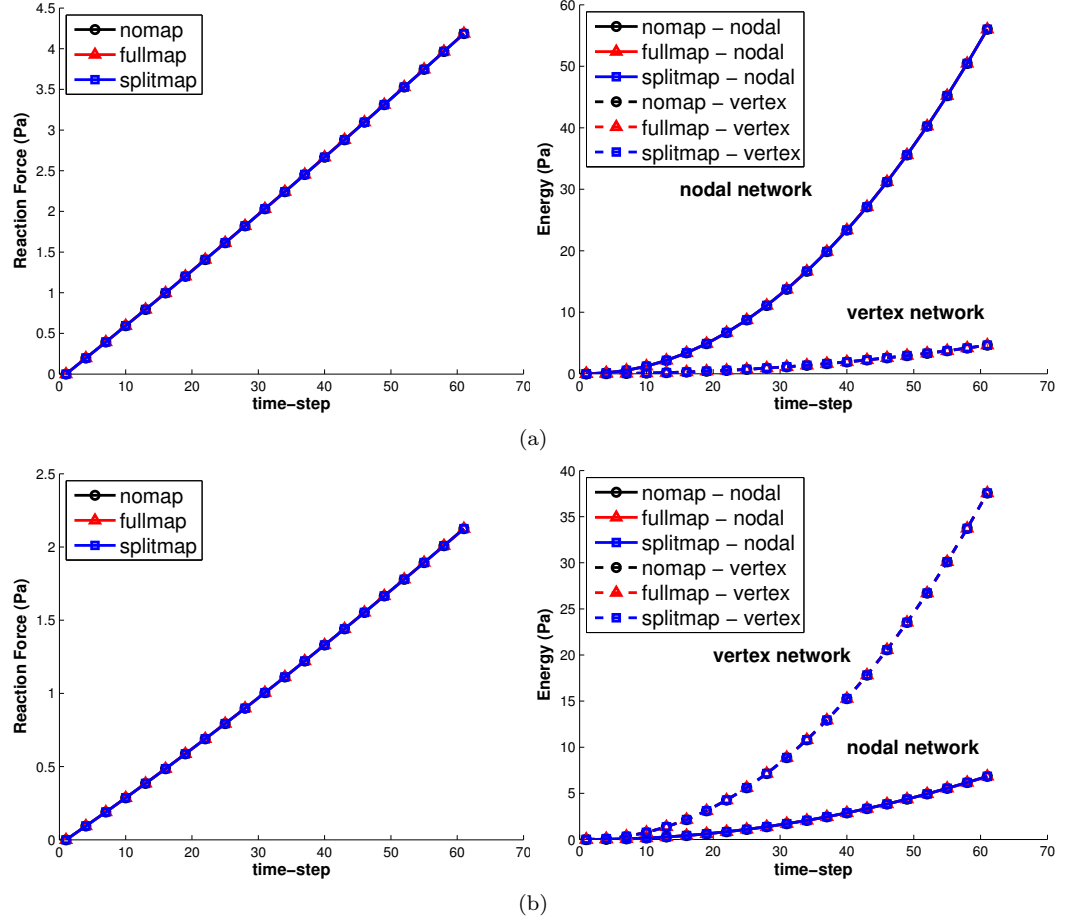 4.5
4
3.5
3
2.5
2
1.5
1
0.5
0
Reaction Force (Pa)
nomap
fullmap
splitmap
0 10 20 30 40 50 60 70
time-step
60
50
40
30
20
10
0
Energy (Pa)
nomap - nodal
fullmap - nodal
splitmap - nodal
nomap - vertex
fullmap - vertex
splitmap - vertex
nodal network
vertex network
0 10 20 30 40 50 60 70
time-step
(a)
2.5
2
1.5
1
0.5
0
Reaction Force (Pa)
nomap
fullmap
splitmap
0 10 20 30 40 50 60 70
time-step
40
35
30
25
20
15
10
5
0
Energy (Pa)
nomap - nodal
fullmap - nodal
splitmap - nodal
nomap - vertex
fullmap - vertex
splitmap - vertex
vertex network
nodal network
0 10 20 30 40 50 60 70
time-step
(b)